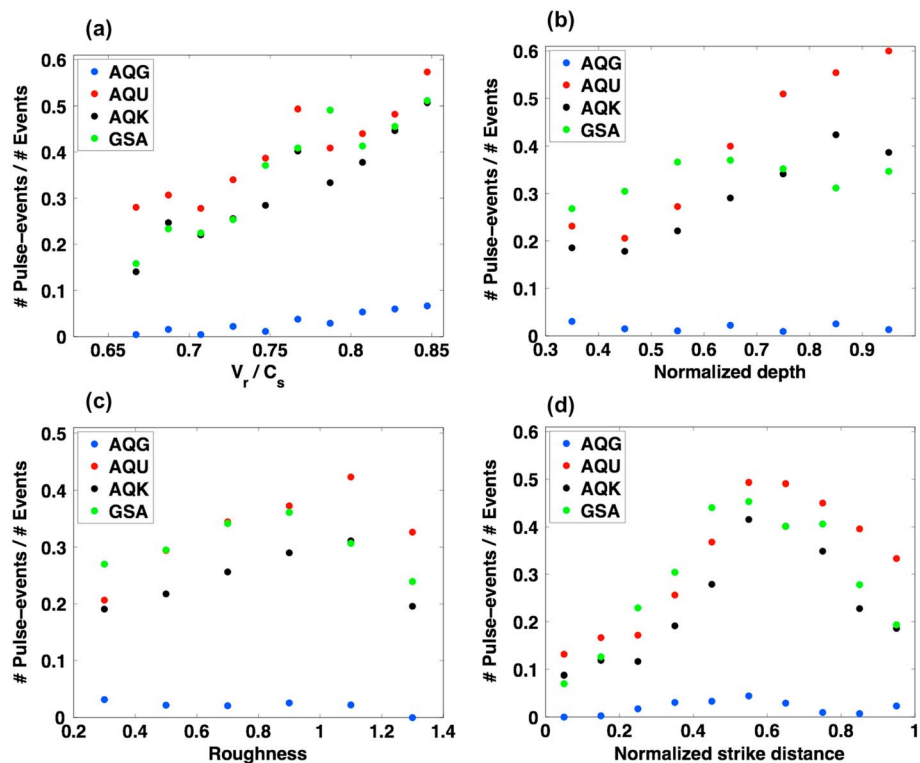 (a)
# Pulse-events / # Events
0.6
0.5
0.4
0.3
0.2
0.1
0
AQG
AQU
AQK
GSA
0.65 0.7 0.75 0.8 0.85
V_r / C_s
(b)
# Pulse-events / # Events
0.6
0.5
0.4
0.3
0.2
0.1
0
AQG
AQU
AQK
GSA
0.3 0.4 0.5 0.6 0.7 0.8 0.9
Normalized depth
(c)
# Pulse-events / # Events
0.5
0.4
0.3
0.2
0.1
0
AQG
AQU
AQK
GSA
0.2 0.4 0.6 0.8 1 1.2 1.4
Roughness
(d)
# Pulse-events / # Events
0.6
0.5
0.4
0.3
0.2
0.1
0
AQG
AQU
AQK
GSA
0 0.2 0.4 0.6 0.8 1
Normalized strike distance